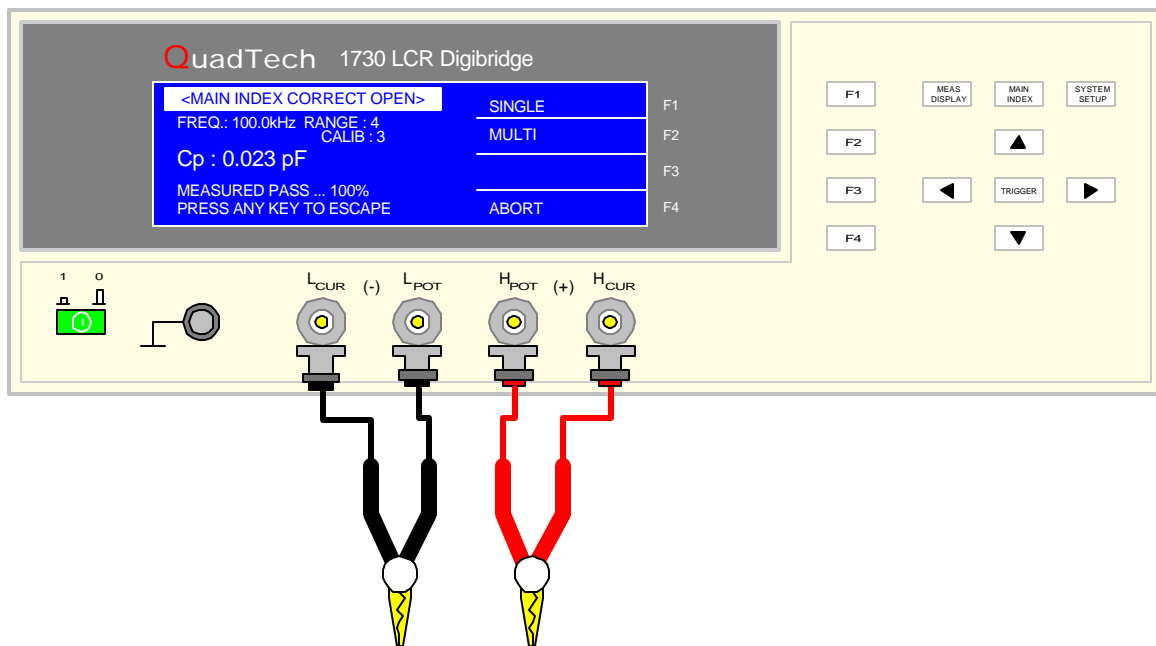 QuadTech 1730 LCR Digibridge
<MAIN INDEX CORRECT OPEN>
FREQ.: 100.0kHz RANGE : 4
CALIB : 3
Cp : 0.023 pF
MEASURED PASS ... 100%
PRESS ANY KEY TO ESCAPE
SINGLE
MULTI
ABORT
F1
F2
F3
F4
F1
MEAS
DISPLAY
MAIN
INDEX
SYSTEM
SETUP
F2
F3
TRIGGER
F4
1 0
LCUR (-) LPOT HPOT (+) HCUR